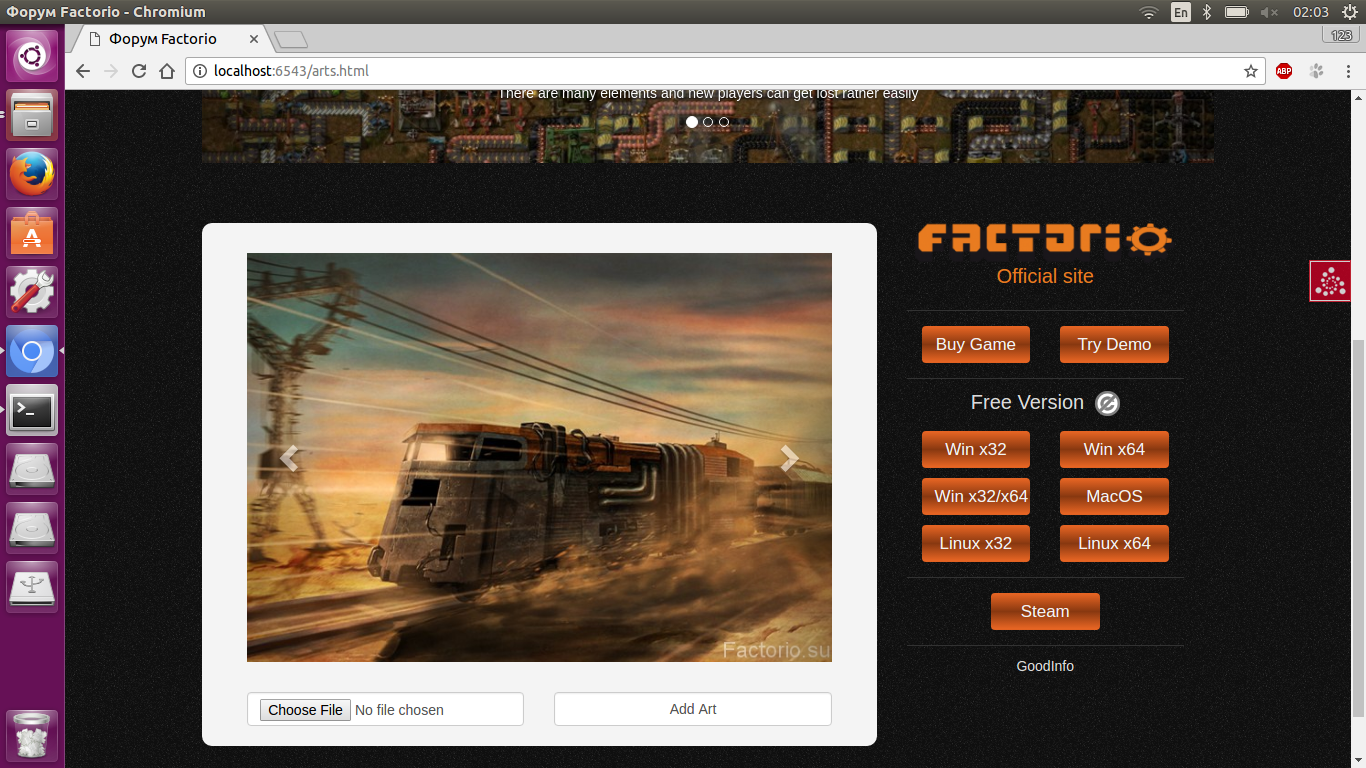 Форум Factorio - Chromium
En
02:03
Форум Factorio
123
localhost:6543/arts.html
ABP
There are many elements and new players can get lost rather easily
FACTORIO
Official site
Buy Game
Try Demo
Free Version
Win x32
Win x64
Win x32/x64
MacOS
Linux x32
Linux x64
Steam
GoodInfo
Factorio.su
Choose File No file chosen
Add Art